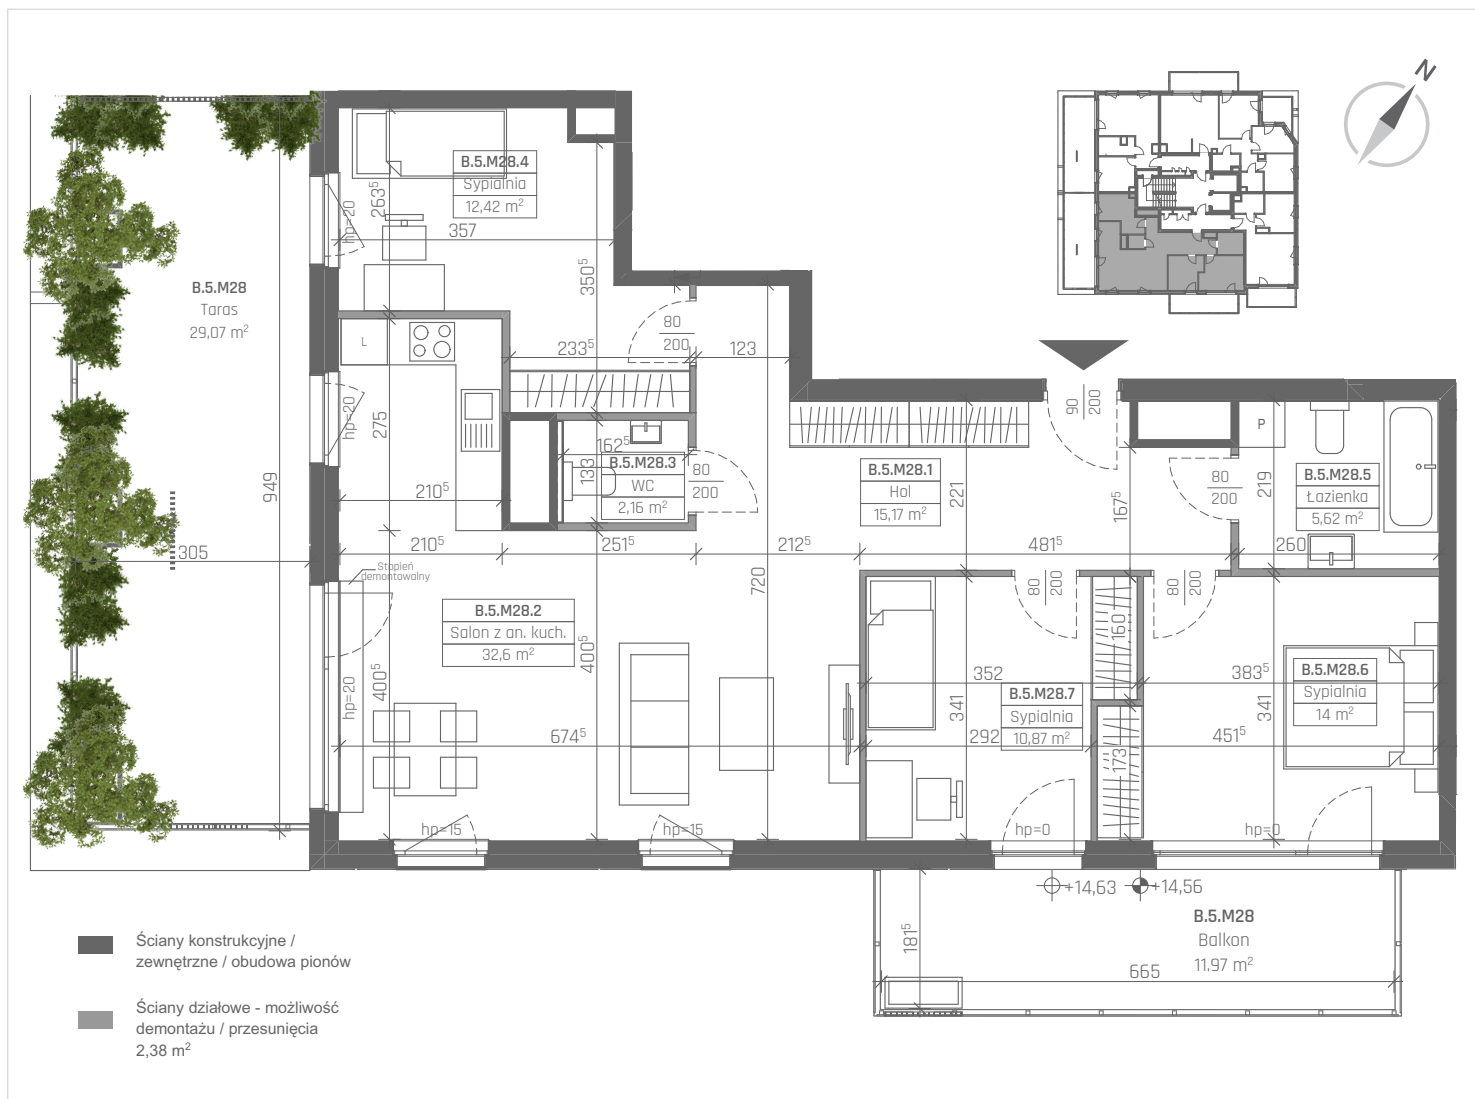 N
B.5.M28.4
Sypialnia
12,42 m²
263⁵
hp=20
357
350⁵
B.5.M28
Taras
29,07 m²
80
200
L
233⁵
123
90
200
hp=20
275
162⁵
133
B.5.M28.3
WC
2,16 m²
80
200
B.5.M28.1
Hol
15,17 m²
221
167⁵
P
80
200
219
B.5.M28.5
Łazienka
5,62 m²
949
210⁵
305
210⁵
251⁵
212⁵
481⁵
260
Stopień
demontowalny
720
80
200
80
200
B.5.M28.2
Salon z an. kuch.
32,6 m²
400⁵
400⁵
hp=20
160
352
383⁵
B.5.M28.7
Sypialnia
10,87 m²
341
B.5.M28.6
Sypialnia
14 m²
341
674⁵
292
451⁵
173
hp=15
hp=15
hp=0
hp=0
+14,63
+14,56
B.5.M28
Balkon
11,97 m²
181⁵
665
Ściany konstrukcyjne /
zewnętrzne / obudowa pionów
Ściany działowe - możliwość
demontażu / przesunięcia
2,38 m²